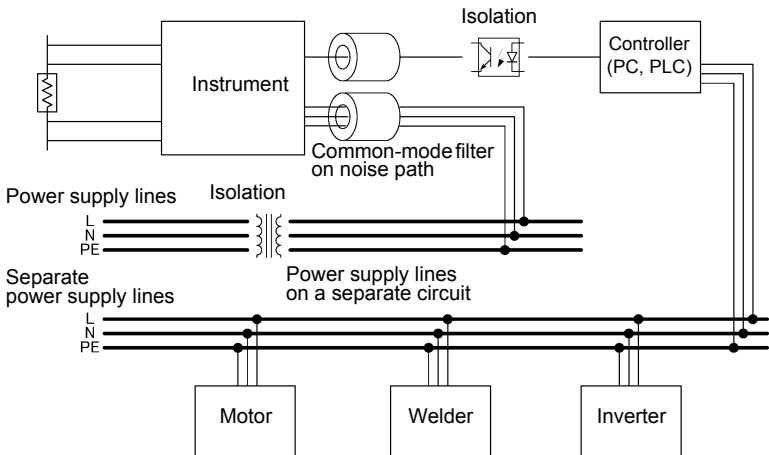 Isolation
Controller
(PC, PLC)
Instrument
Common-mode filter
on noise path
Power supply lines
Isolation
L
N
PE
Separate
power supply lines
Power supply lines
on a separate circuit
L
N
PE
Motor
Welder
Inverter